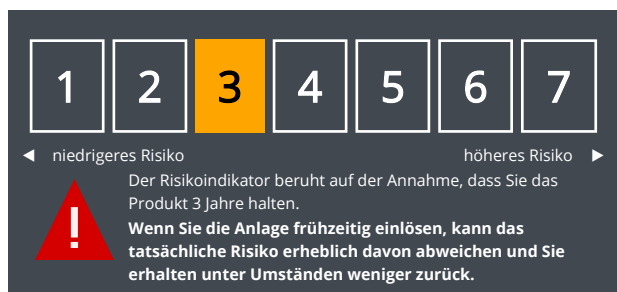 1 2 3 4 5 6 7
◀ niedrigeres Risiko höheres Risiko ▶
Der Risikoindikator beruht auf der Annahme, dass Sie das
Produkt 3 Jahre halten.
Wenn Sie die Anlage frühzeitig einlösen, kann das
tatsächliche Risiko erheblich davon abweichen und Sie
erhalten unter Umständen weniger zurück.
!